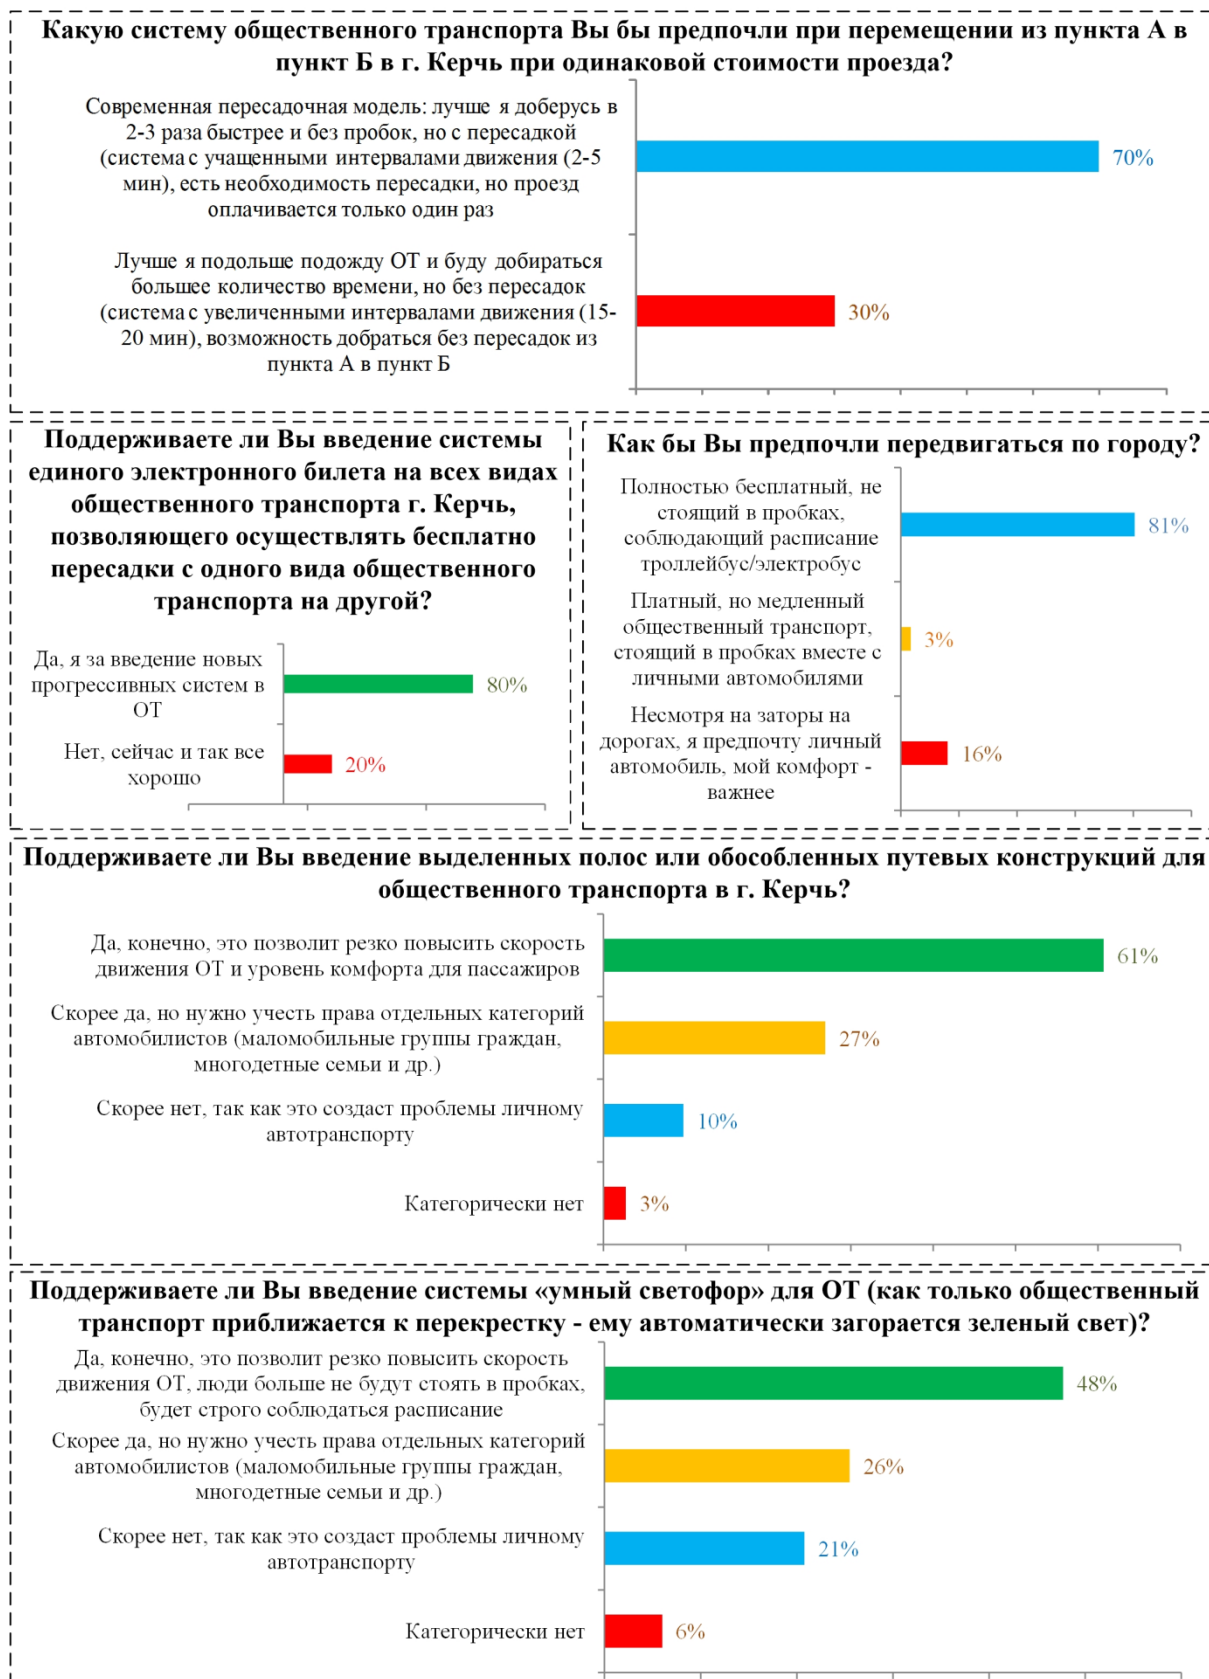 Какую систему общественного транспорта Вы бы предпочли при перемещении из пункта А в
пункт Б в г. Керчь при одинаковой стоимости проезда?
Современная пересадочная модель: лучше я доберусь в
2-3 раза быстрее и без пробок, но с пересадкой
(система с учащенными интервалами движения (2-5
мин), есть необходимость пересадки, но проезд
оплачивается только один раз
70%
Лучше я подольше подожду ОТ и буду добираться
большее количество времени, но без пересадок
(система с увеличенными интервалами движения (15-
20 мин), возможность добраться без пересадок из
пункта А в пункт Б
30%
Поддерживаете ли Вы введение системы
единого электронного билета на всех видах
общественного транспорта г. Керчь,
позволяющего осуществлять бесплатно
пересадки с одного вида общественного
транспорта на другой?
Да, я за введение новых
прогрессивных систем в
ОТ
80%
Нет, сейчас и так все
хорошо
20%
Как бы Вы предпочли передвигаться по городу?
Полностью бесплатный, не
стоящий в пробках,
соблюдающий расписание
троллейбус/электробус
81%
Платный, но медленный
общественный транспорт,
стоящий в пробках вместе с
личными автомобилями
3%
Несмотря на заторы на
дорогах, я предпочту личный
автомобиль, мой комфорт -
важнее
16%
Поддерживаете ли Вы введение выделенных полос или обособленных путевых конструкций для
общественного транспорта в г. Керчь?
Да, конечно, это позволит резко повысить скорость
движения ОТ и уровень комфорта для пассажиров
61%
Скорее да, но нужно учесть права отдельных категорий
автомобилистов (маломобильные группы граждан,
многодетные семьи и др.)
27%
Скорее нет, так как это создаст проблемы личному
автотранспорту
10%
Категорически нет
3%
Поддерживаете ли Вы введение системы «умный светофор» для ОТ (как только общественный
транспорт приближается к перекрестку - ему автоматически загорается зеленый свет)?
Да, конечно, это позволит резко повысить скорость
движения ОТ, люди больше не будут стоять в пробках,
будет строго соблюдаться расписание
48%
Скорее да, но нужно учесть права отдельных категорий
автомобилистов (маломобильные группы граждан,
многодетные семьи и др.)
26%
Скорее нет, так как это создаст проблемы личному
автотранспорту
21%
Категорически нет
6%